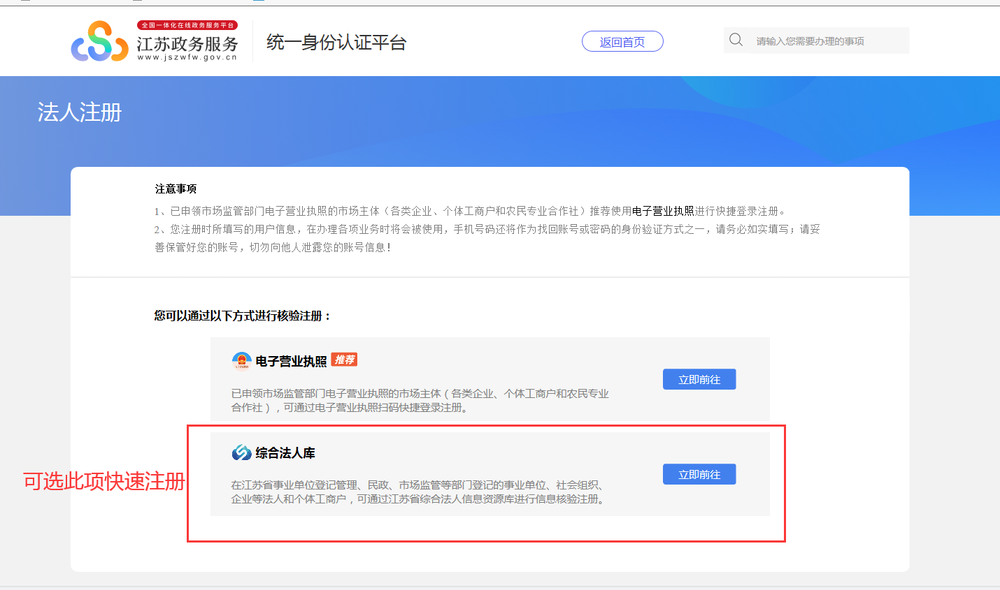 全国一体化在线政务服务平台
江苏政务服务
www.jszwfw.gov.cn
统一身份认证平台
返回首页
请输入您需要办理的事项
法人注册
注意事项
1、已申领市场监管部门电子营业执照的市场主体（各类企业、个体工商户和农民专业合作社）推荐使用电子营业执照进行快捷登录注册。
2、您注册时所填写的用户信息，在办理各项业务时将会被使用，手机号码还将作为找回账号或密码的身份验证方式之一，请务必如实填写；请妥
善保管好您的账号，切勿向他人泄露您的账号信息！
您可以通过以下方式进行核验注册：
电子营业执照 推荐
已申领市场监管部门电子营业执照的市场主体（各类企业、个体工商户和农民专业
合作社），可通过电子营业执照扫码快捷登录注册。
立即前往
可选此项快速注册
综合法人库
在江苏省事业单位登记管理、民政、市场监管等部门登记的事业单位、社会组织、
企业等法人和个体工商户，可通过江苏省综合法人信息资源库进行信息核验注册。
立即前往